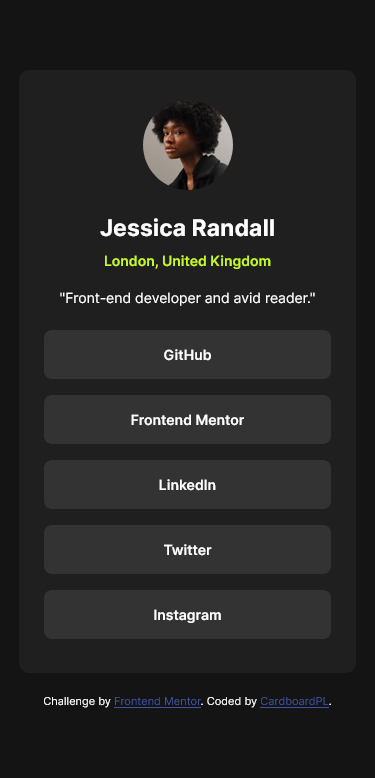 Jessica Randall
London, United Kingdom
"Front-end developer and avid reader."
GitHub
Frontend Mentor
LinkedIn
Twitter
Instagram
Challenge by Frontend Mentor. Coded by CardboardPL.